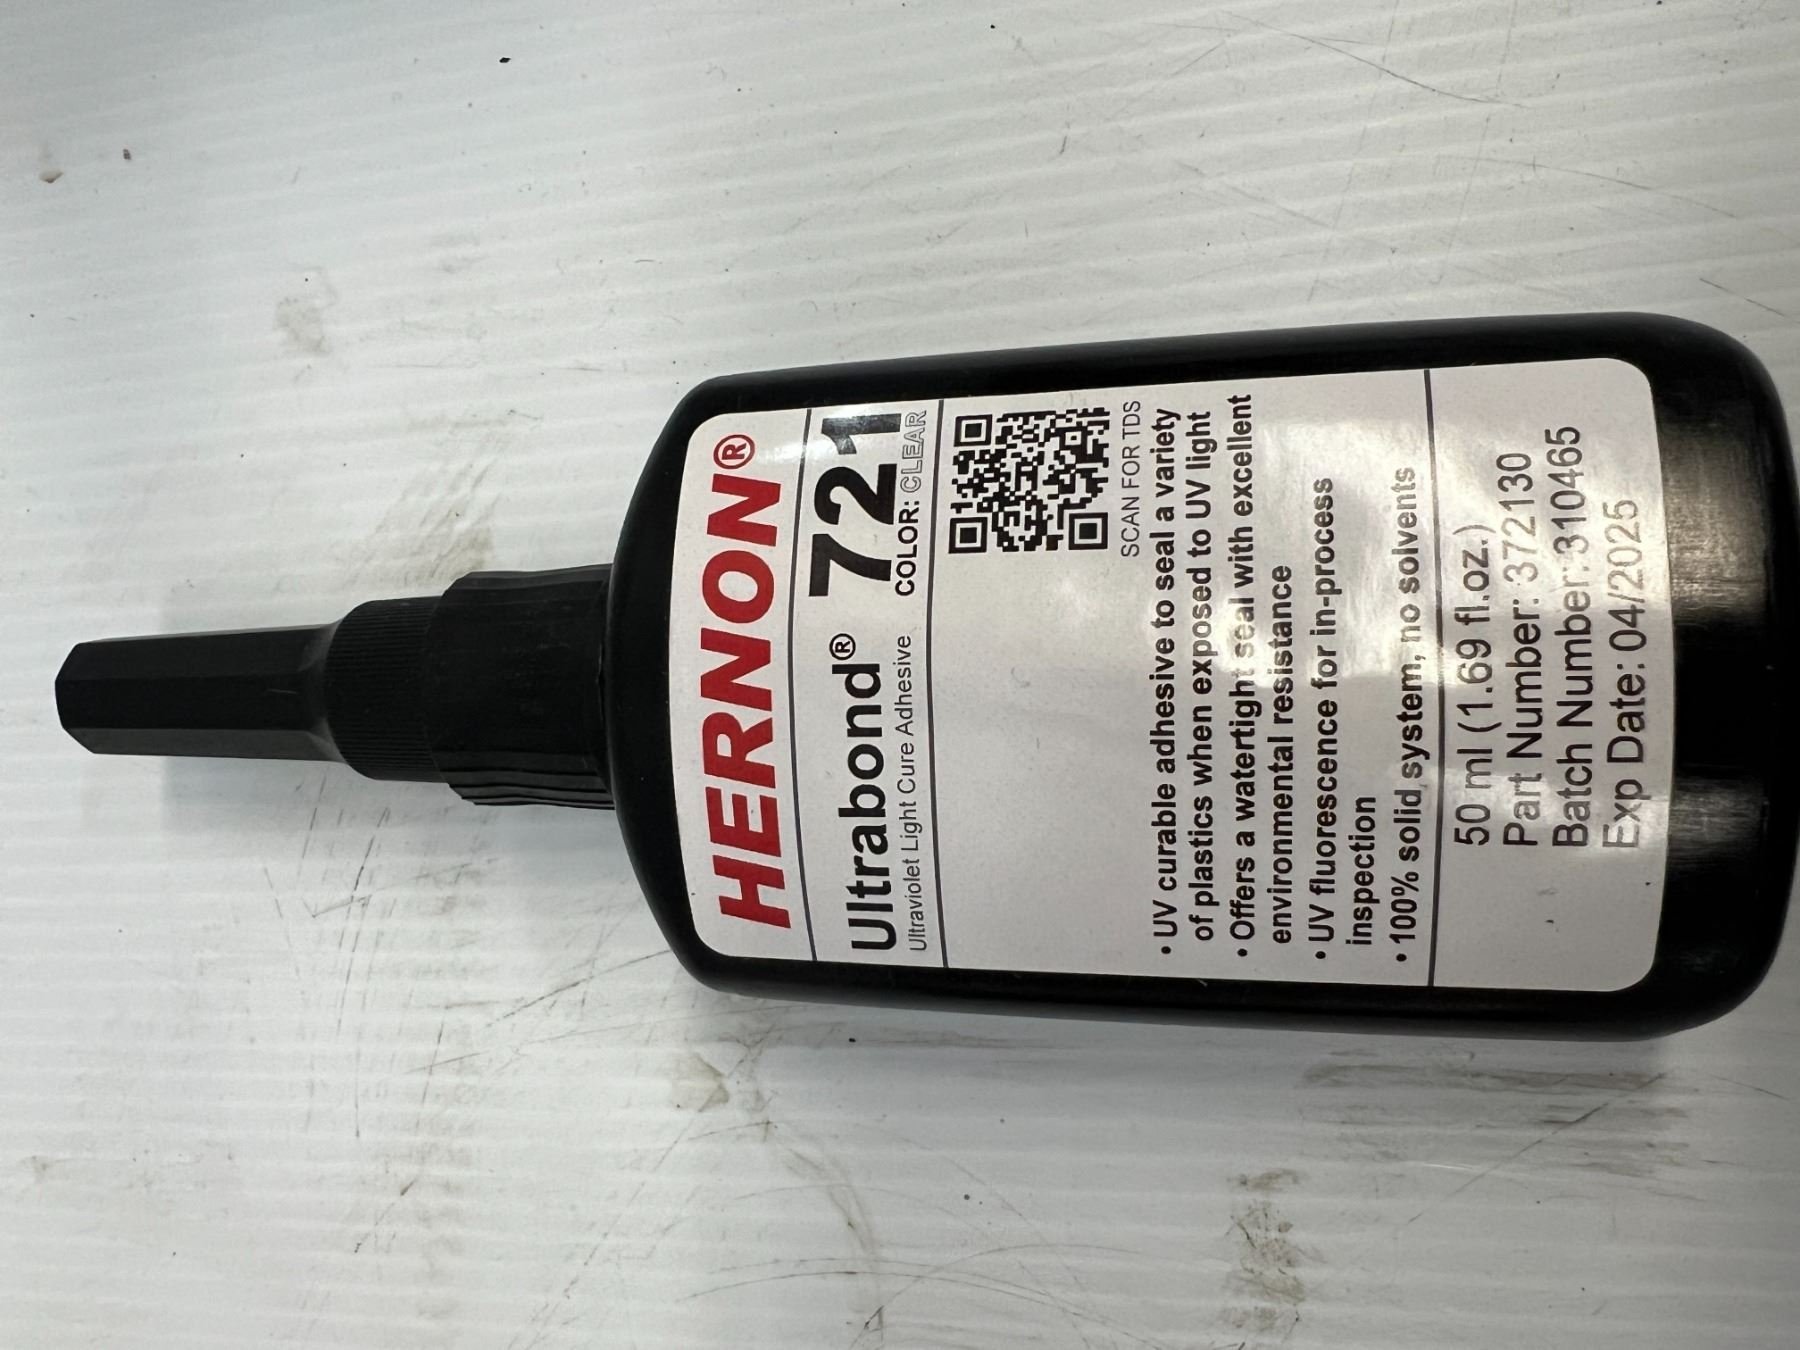 HERNON®
Ultrabond® 721
Ultraviolet Light Cure Adhesive COLOR: CLEAR
SCAN FOR TDS
• UV curable adhesive to seal a variety
of plastics when exposed to UV light
• Offers a watertight seal with excellent
environmental resistance
• UV fluorescence for in-process
inspection
• 100% solid system, no solvents
50 ml (1.69 fl.oz.)
Part Number: 372130
Batch Number:310465
Exp Date: 04/2025